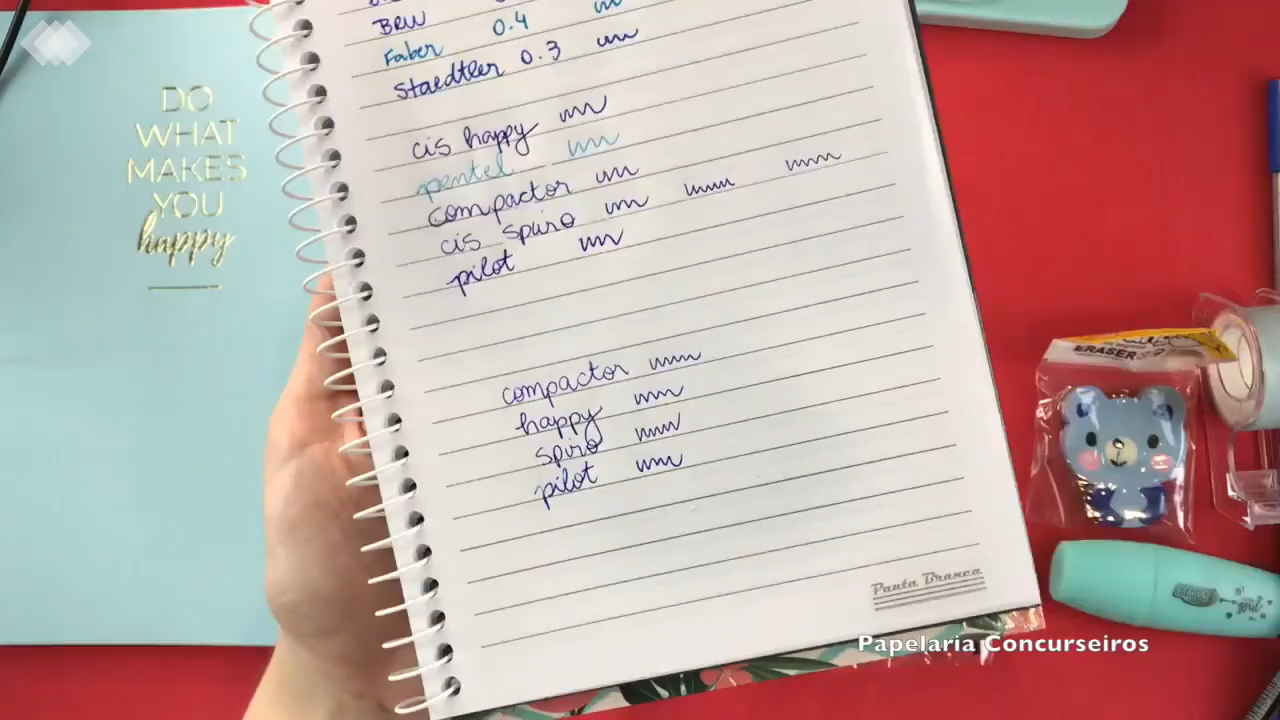 DO
WHAT
MAKES
YOU
happy
BRW
Faber 0.4
Staedtler 0.3
cis happy
pentel
compactor
cis spiro
pilot
compactor
happy
spiro
pilot
Pauta Branca
ERASER
Papelaria Concurseiros